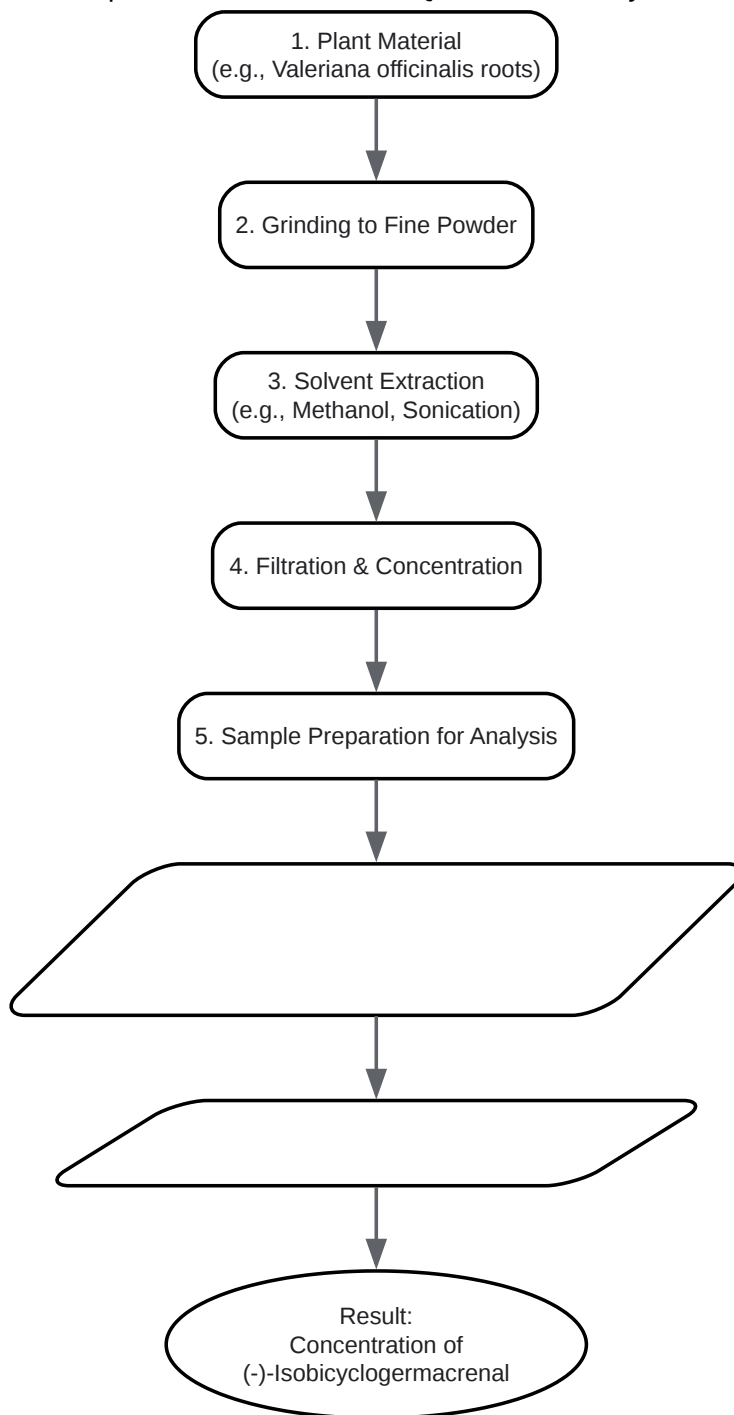 1. Plant Material
(e.g., Valeriana officinalis roots)
2. Grinding to Fine Powder
3. Solvent Extraction
(e.g., Methanol, Sonication)
4. Filtration & Concentration
5. Sample Preparation for Analysis
Result:
Concentration of
(-)-Isobicyclogermacrenal